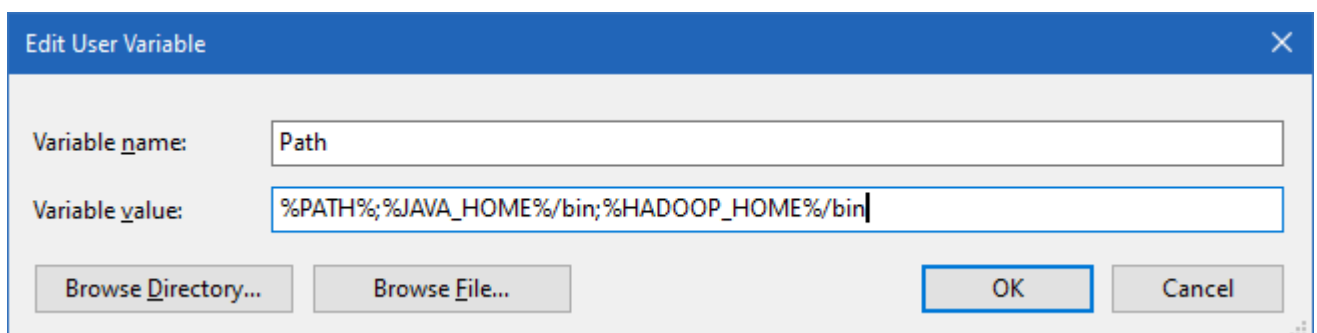 Edit User Variable
Variable name: Path
Variable value: %PATH%;%JAVA_HOME%/bin;%HADOOP_HOME%/bin
Browse Directory... Browse File... OK Cancel